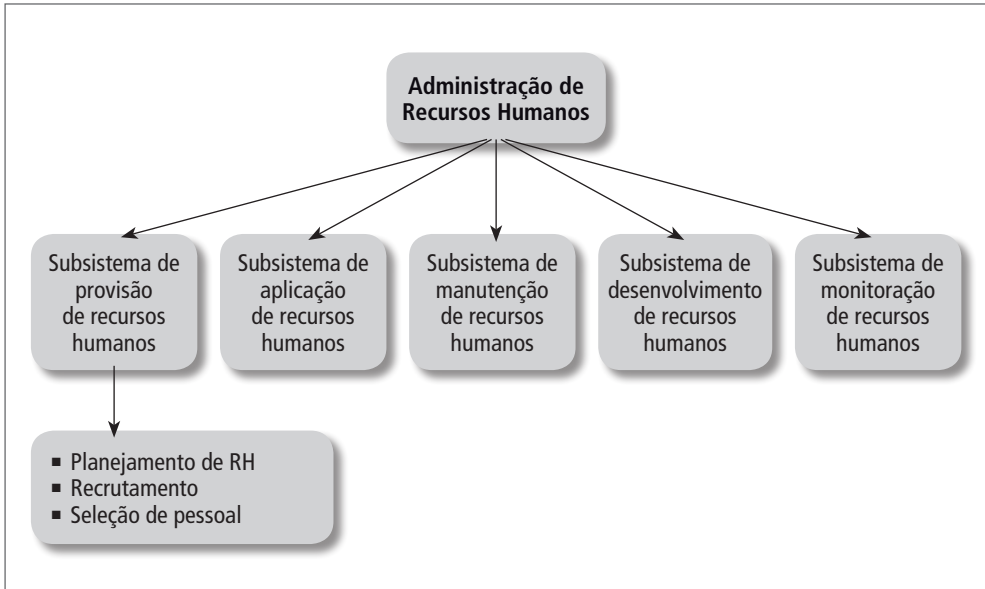 Administração de
Recursos Humanos
Subsistema de
provisão
de recursos
humanos
Subsistema de
aplicação
de recursos
humanos
Subsistema de
manutenção
de recursos
humanos
Subsistema de
desenvolvimento
de recursos
humanos
Subsistema de
monitoração
de recursos
humanos
▪ Planejamento de RH
▪ Recrutamento
▪ Seleção de pessoal